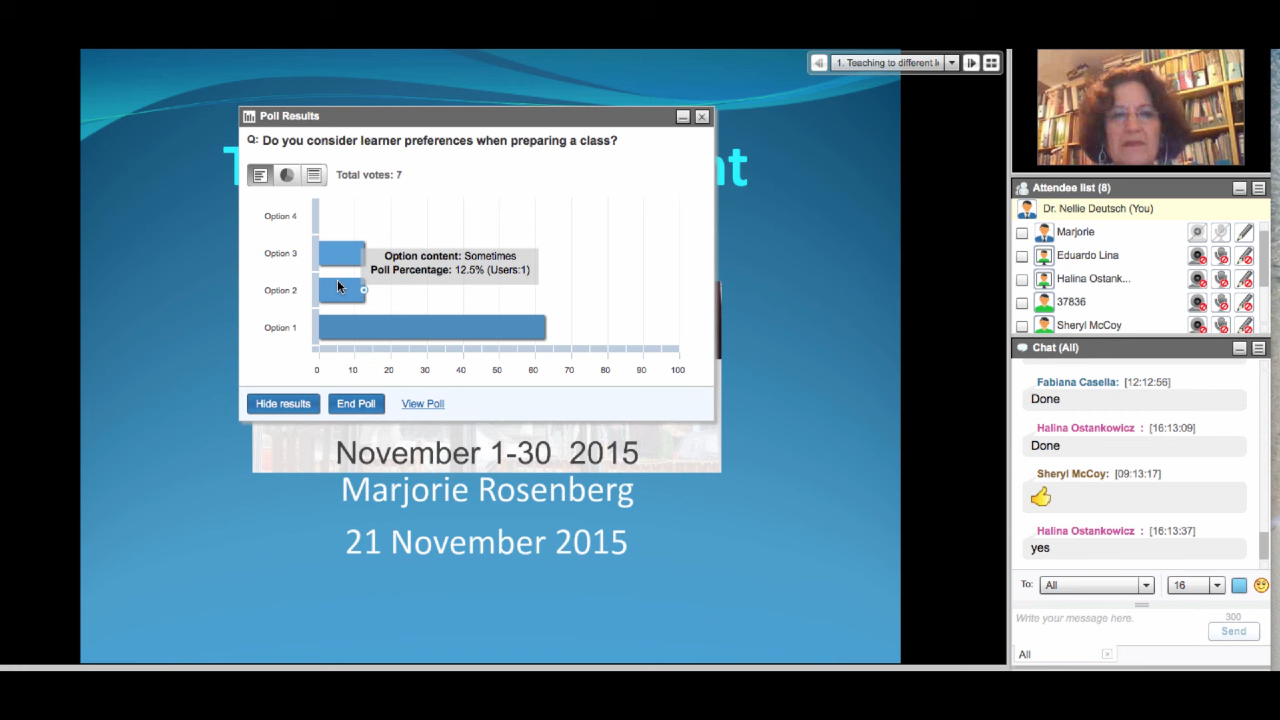 1. Teaching to different l
Poll Results
Q: Do you consider learner preferences when preparing a class?
Total votes: 7
Option 4
Option 3
Option content: Sometimes
Poll Percentage: 12.5% (Users:1)
Option 2
Option 1
0 10 20 30 40 50 60 70 80 90 100
Hide results End Poll View Poll
November 1-30 2015
Marjorie Rosenberg
21 November 2015
Attendee list (8)
Dr. Nellie Deutsch (You)
Marjorie
Eduardo Lina
Halina Ostank...
37836
Sheryl McCoy
Chat (All)
Fabiana Casella: [12:12:56]
Done
Halina Ostankowicz : [16:13:09]
Done
Sheryl McCoy: [09:13:17]
Halina Ostankowicz : [16:13:37]
yes
To: All 16
Write your message here. 300
Send
All